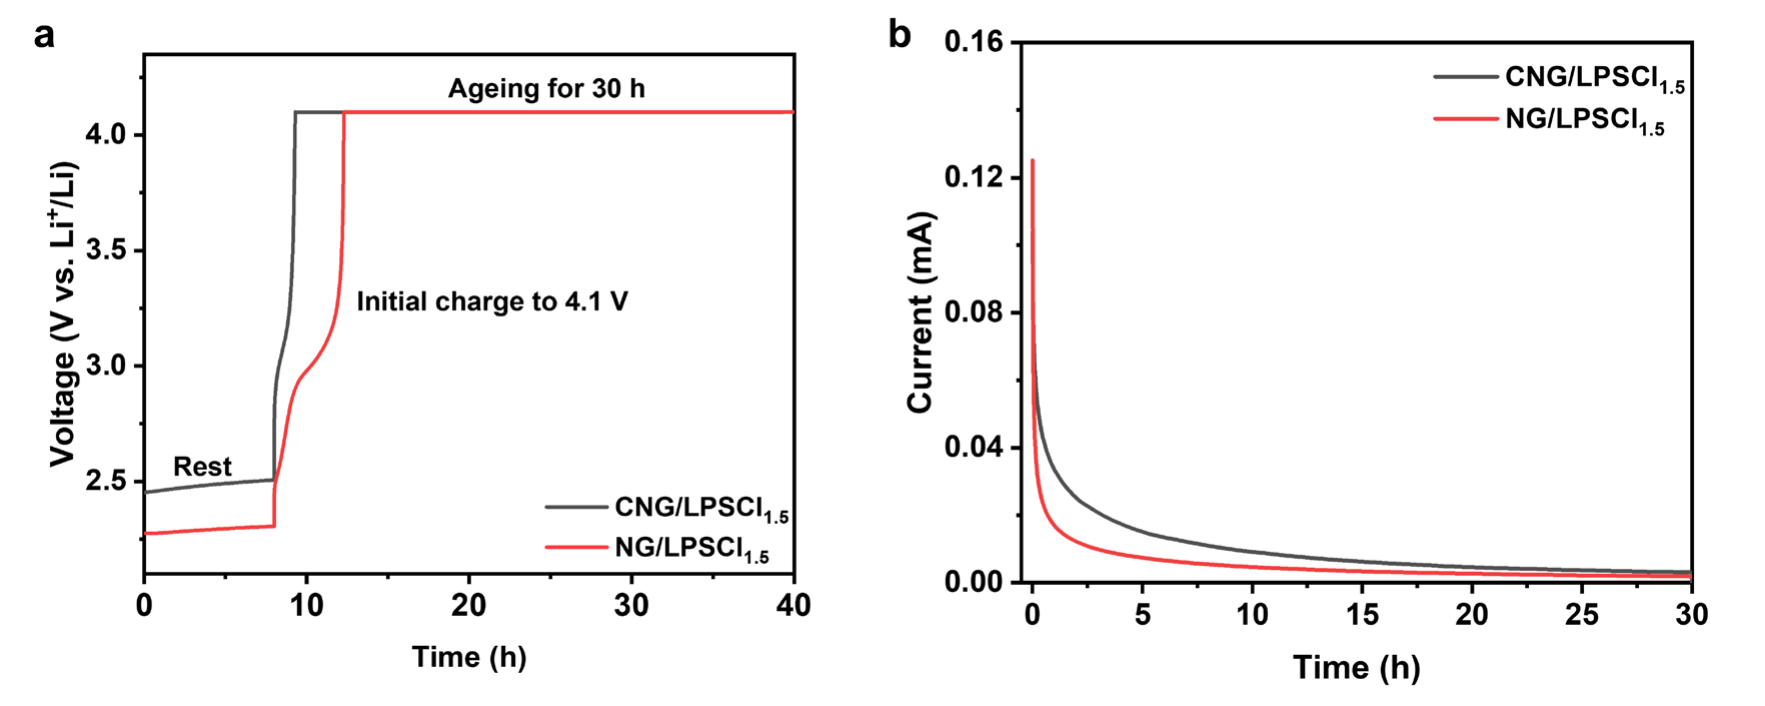 a
Ageing for 30 h
Initial charge to 4.1 V
Rest
CNG/LPSCl1.5
NG/LPSCl1.5
Voltage (V vs. Li+/Li)
4.0
3.5
3.0
2.5
0 10 20 30 40
Time (h)
b
CNG/LPSCl1.5
NG/LPSCl1.5
Current (mA)
0.16
0.12
0.08
0.04
0.00
0 5 10 15 20 25 30
Time (h)